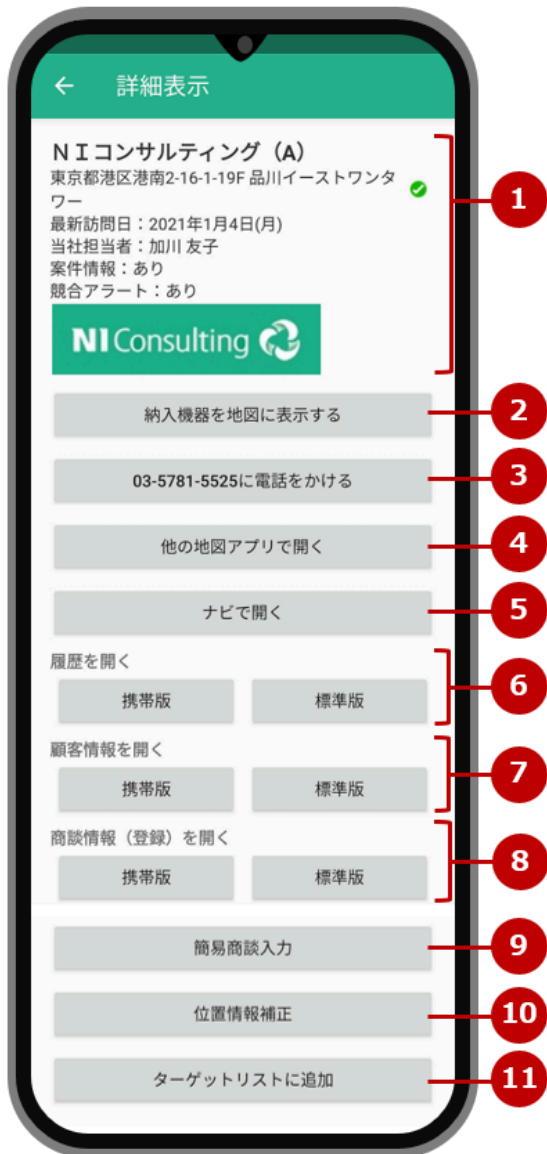 ← 詳細表示
ＮＩコンサルティング（A）
東京都港区港南2-16-1-19F 品川イーストワンタ
ワー
最新訪問日：2021年1月4日(月)
当社担当者：加川 友子
案件情報：あり
競合アラート：あり
NI Consulting
1
納入機器を地図に表示する
2
03-5781-5525に電話をかける
3
他の地図アプリで開く
4
ナビで開く
5
履歴を開く
携帯版 標準版
6
顧客情報を開く
携帯版 標準版
7
商談情報（登録）を開く
携帯版 標準版
8
簡易商談入力
9
位置情報補正
10
ターゲットリストに追加
11